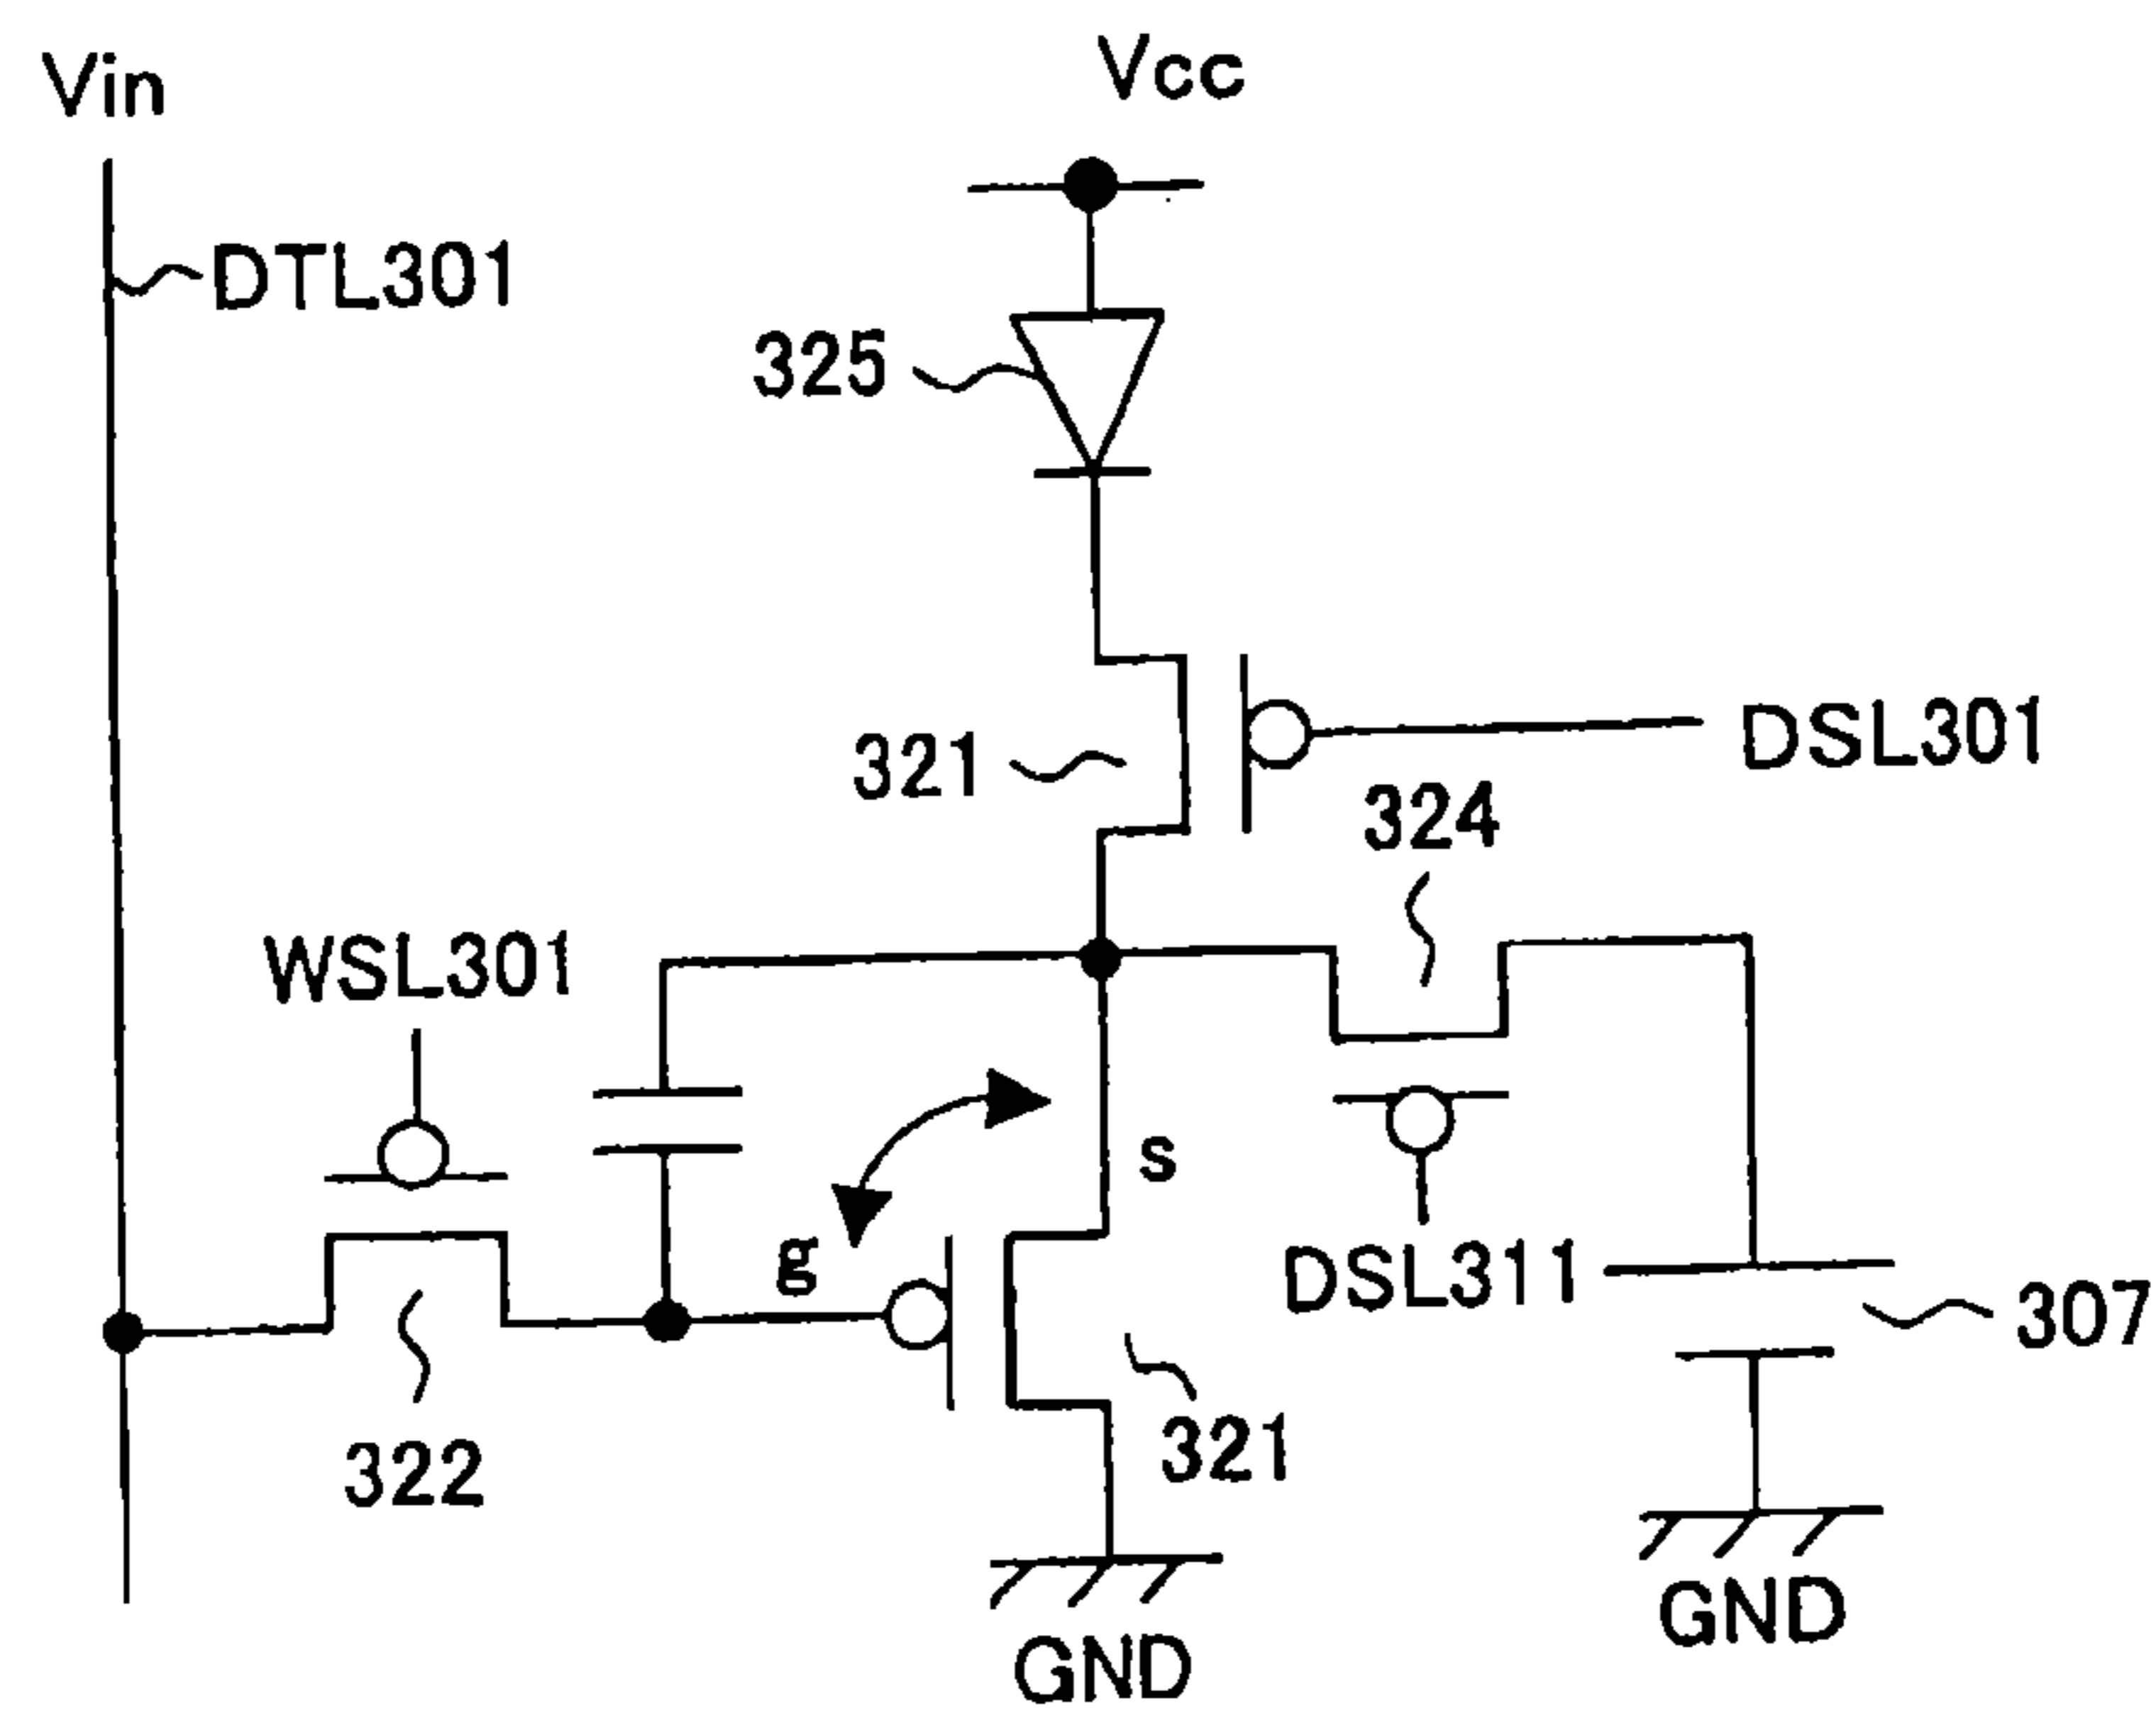 Vin
Vcc
DTL301
325
321
DSL301
324
WSL301
s
g
DSL311
307
322
321
GND
GND